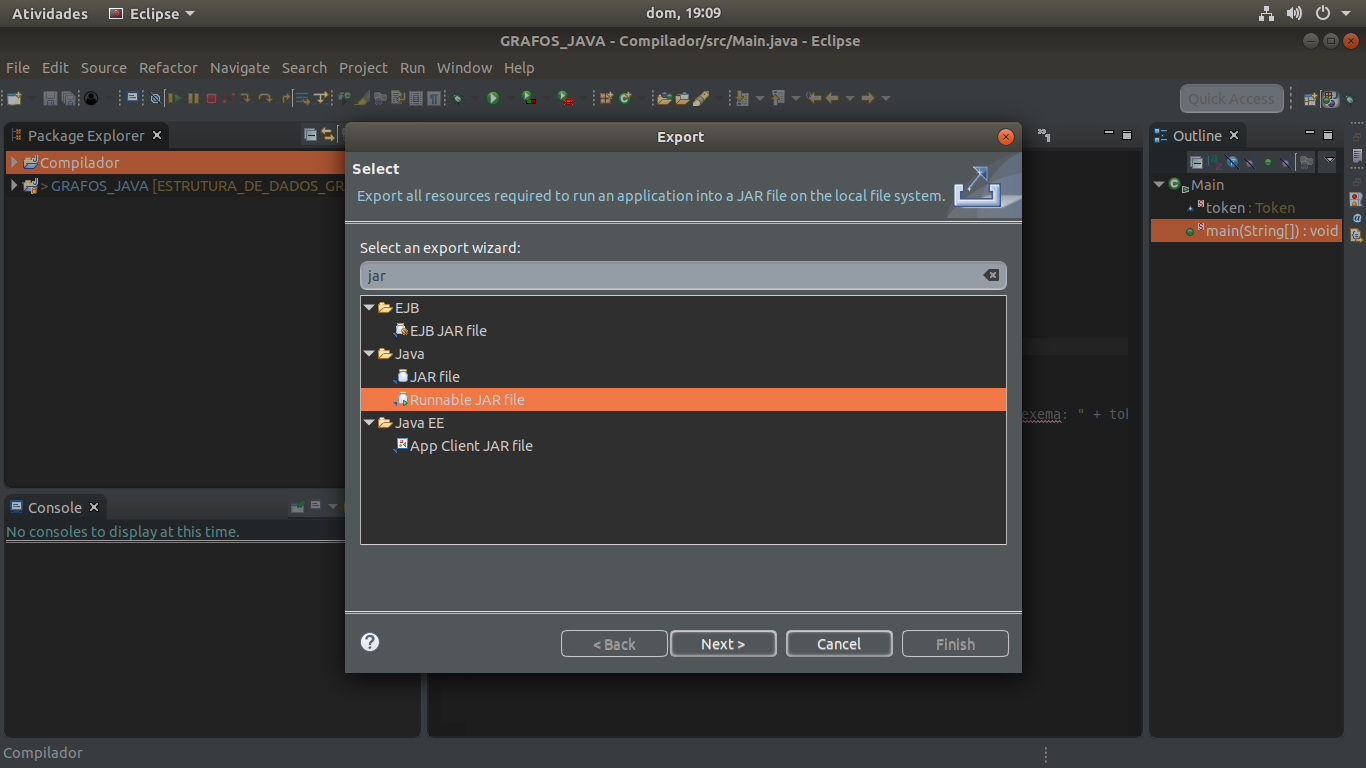 Atividades
Eclipse
dom, 19:09
GRAFOS_JAVA - Compilador/src/Main.java - Eclipse
File Edit Source Refactor Navigate Search Project Run Window Help
Quick Access
Package Explorer
Compilador
> GRAFOS_JAVA [ESTRUTURA_DE_DADOS_GR
Export
Select
Export all resources required to run an application into a JAR file on the local file system.
Select an export wizard:
jar
EJB
EJB JAR file
Java
JAR file
Runnable JAR file
Java EE
App Client JAR file
< Back
Next >
Cancel
Finish
exema: " + tok
Outline
Main
token : Token
main(String[]) : void
Console
No consoles to display at this time.
Compilador